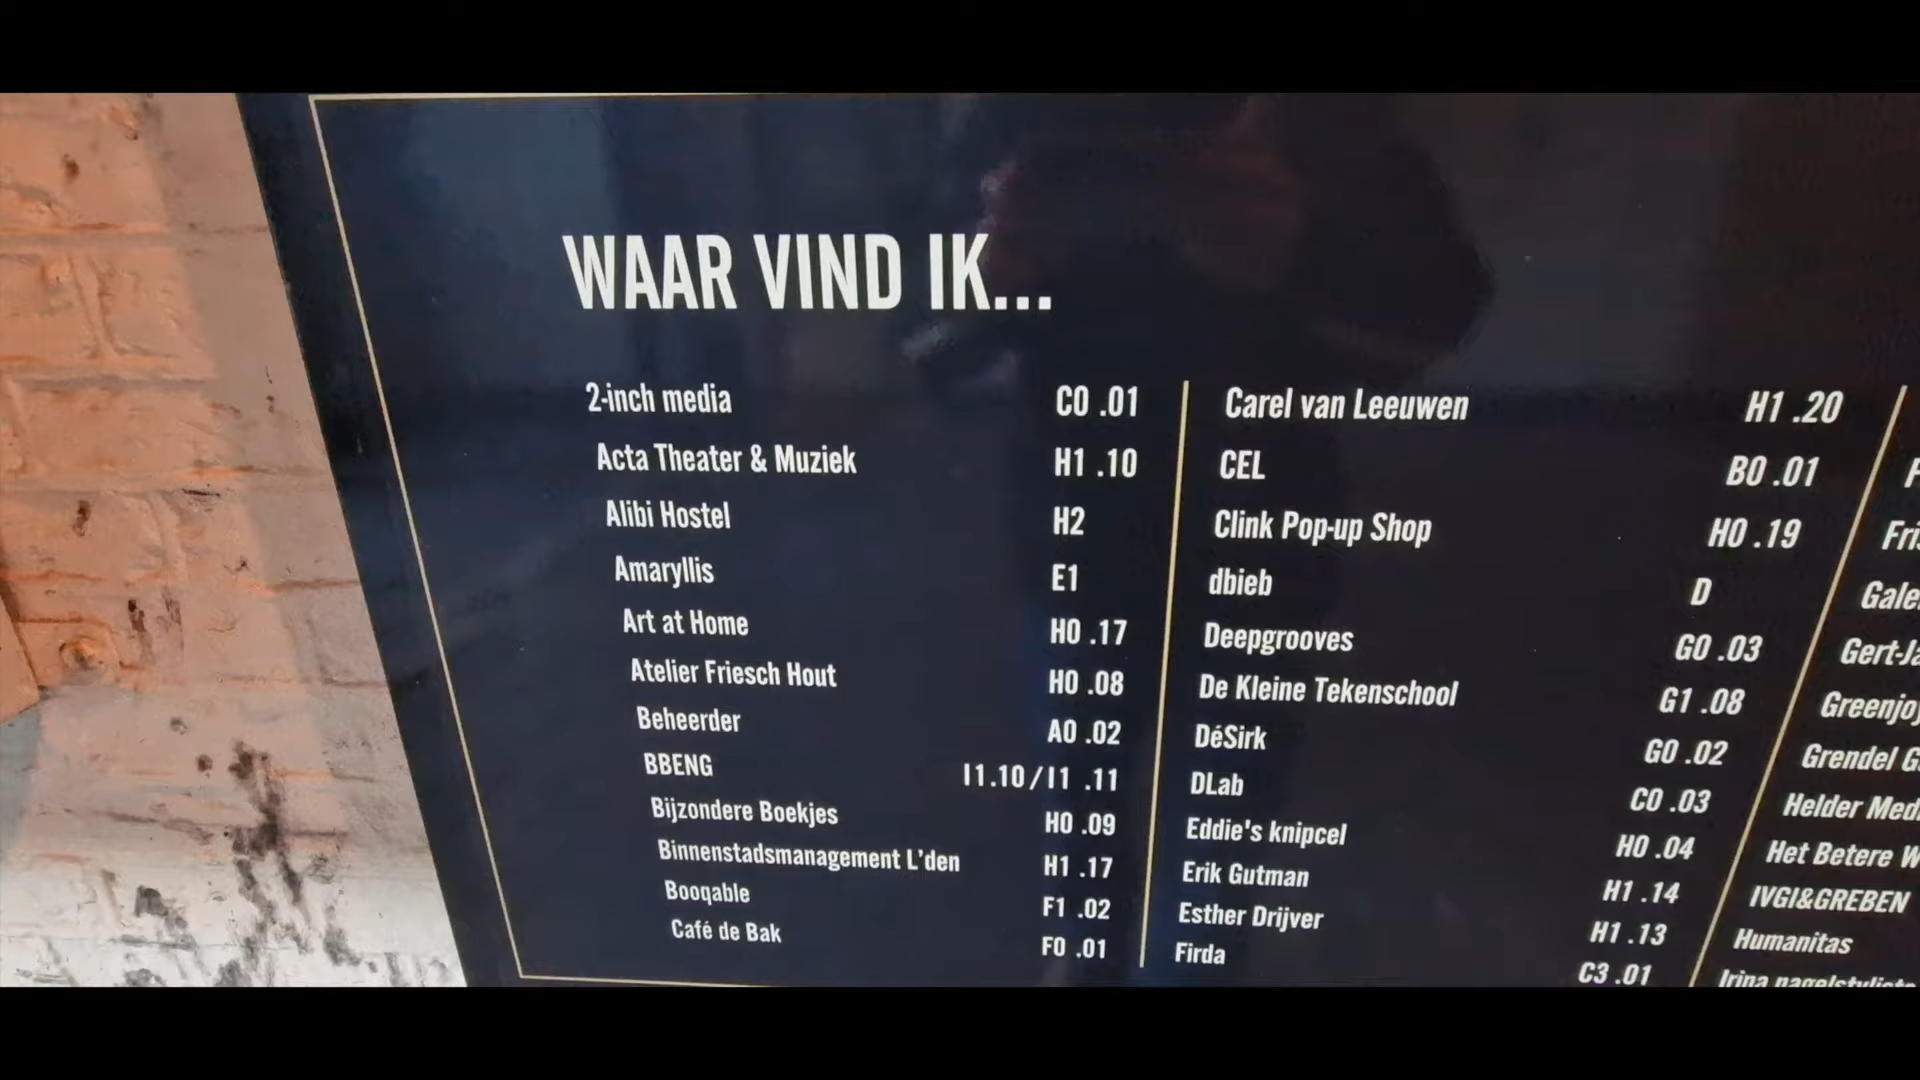 WAAR VIND IK...
2-inch media C0 .01
Acta Theater & Muziek H1 .10
Alibi Hostel H2
Amaryllis E1
Art at Home H0 .17
Atelier Friesch Hout H0 .08
Beheerder A0 .02
BBENG I1.10/I1 .11
Bijzondere Boekjes H0 .09
Binnenstadsmanagement L'den H1 .17
Booqable F1 .02
Café de Bak F0 .01
Carel van Leeuwen H1 .20
CEL B0 .01
Clink Pop-up Shop H0 .19
dbieb D
Deepgrooves G0 .03
De Kleine Tekenschool G1 .08
DéSirk G0 .02
DLab C0 .03
Eddie's knipcel H0 .04
Erik Gutman H1 .14
Esther Drijver H1 .13
Firda C3 .01
Grendel
Helder
Het Betere
IVGI&GREBEN
Humanitas
Irina